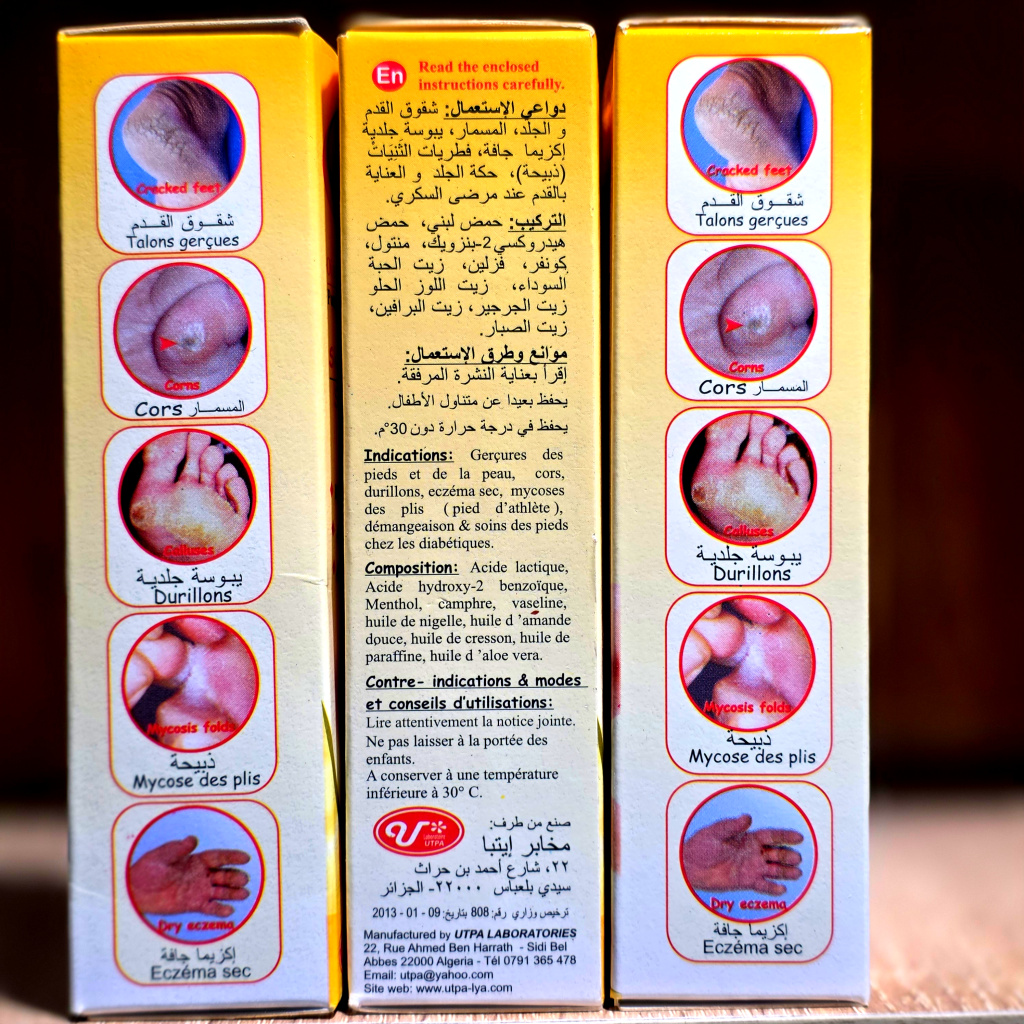 Cracked feet
شقوق القدم
Talons gerçues
Corns
Cors المسمار
Calluses
يبوسة جلدية
Durillons
Mycosis folds
ذبيحة
Mycose des plis
Dry eczema
إكزيما جافة
Eczéma sec
En
Read the enclosed
instructions carefully.
دواعي الإستعمال: شقوق القدم
و الجلد، المسمار، يبوسة جلدية
إكزيما جافة، فطريات الثَنِيَاتْ
(ذبيحة)، حكة الجلد و العناية
بالقدم عند مرضى السكري.
التركيب: حمض لبني، حمض
هيدروكسي2-بنزويك، منتول،
كونفر، فزلين، زيت الحبة
السوداء، زيت اللوز الحلو
زيت الجرجير، زيت البرافين،
زيت الصبار.
موانع وطرق الإستعمال:
إقرأ بعناية النشرة المرفقة.
يحفظ بعيدا عن متناول الأطفال.
يحفظ في درجة حرارة دون 30°م.
Indications: Gerçures des
pieds et de la peau, cors,
durillons, eczéma sec, mycoses
des plis (pied d'athlète),
démangeaison & soins des pieds
chez les diabétiques.
Composition: Acide lactique,
Acide hydroxy-2 benzoïque,
Menthol, camphre, vaseline,
huile de nigelle, huile d 'amande
douce, huile de cresson, huile de
paraffine, huile d 'aloe vera.
Contre- indications & modes
et conseils d'utilisations:
Lire attentivement la notice jointe.
Ne pas laisser à la portée des
enfants.
A conserver à une température
inférieure à 30° C.
Laboratoire
UTPA
صنع من طرف:
مخابر إيتبا
٢٢، شارع أحمد بن حراث
سيدي بلعباس ٢٢٠٠٠- الجزائر
ترخيص وزاري رقم: 808 بتاريخ: 09 - 01 - 2013
Manufactured by UTPA LABORATORIES
22, Rue Ahmed Ben Harrath - Sidi Bel
Abbes 22000 Algeria - Tél 0791 365 478
Email: utpa@yahoo.com
Site web: www.utpa-lya.com
Cracked feet
شقوق القدم
Talons gerçues
Corns
Cors المسمار
Calluses
يبوسة جلدية
Durillons
Mycosis folds
ذبيحة
Mycose des plis
Dry eczema
إكزيما جافة
Eczéma sec